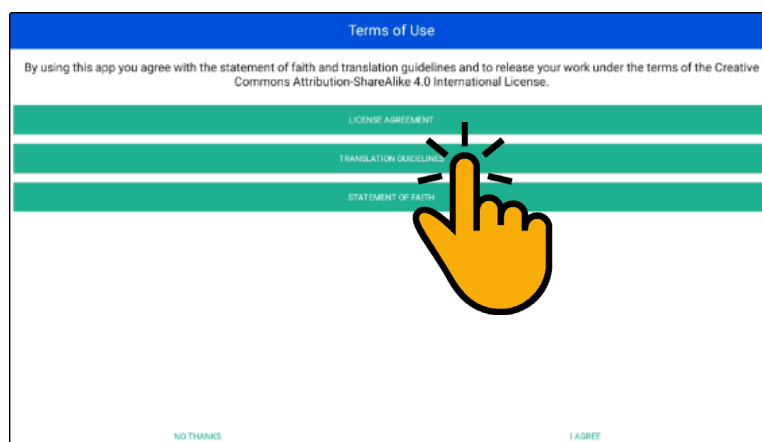 Terms of Use
By using this app you agree with the statement of faith and translation guidelines and to release your work under the terms of the Creative
Commons Attribution-ShareAlike 4.0 International License.
LICENSE AGREEMENT
TRANSLATION GUIDELINES
STATEMENT OF FAITH
NO THANKS
I AGREE